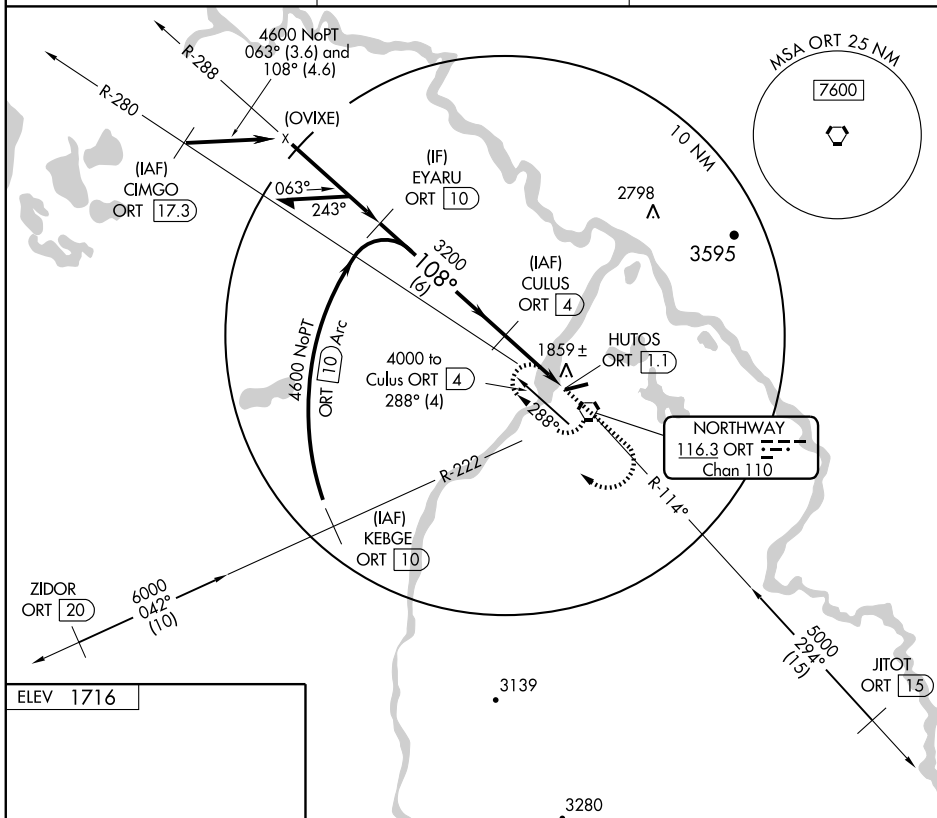 4600 NoPT
063° (3.6) and
108° (4.6)
R-288
R-280
(OVIXE)
X
MSA ORT 25 NM
7600
10 NM
(IAF)
CIMGO
ORT 17.3
063°
243°
(IF)
EYARU
ORT 10
2798
3595
3200
108°
(6)
(IAF)
CULUS
ORT 4
4600 NoPT
ORT 10 Arc
4000 to
Culus ORT 4
288° (4)
1859 ±
HUTOS
ORT 1.1
288°
NORTHWAY
116.3 ORT
Chan 110
R-222
R-114°
(IAF)
KEBGE
ORT 10
ZIDOR
ORT 20
6000
042°
(10)
5000
294°
(15)
JITOT
ORT 15
ELEV 1716
3139
3280